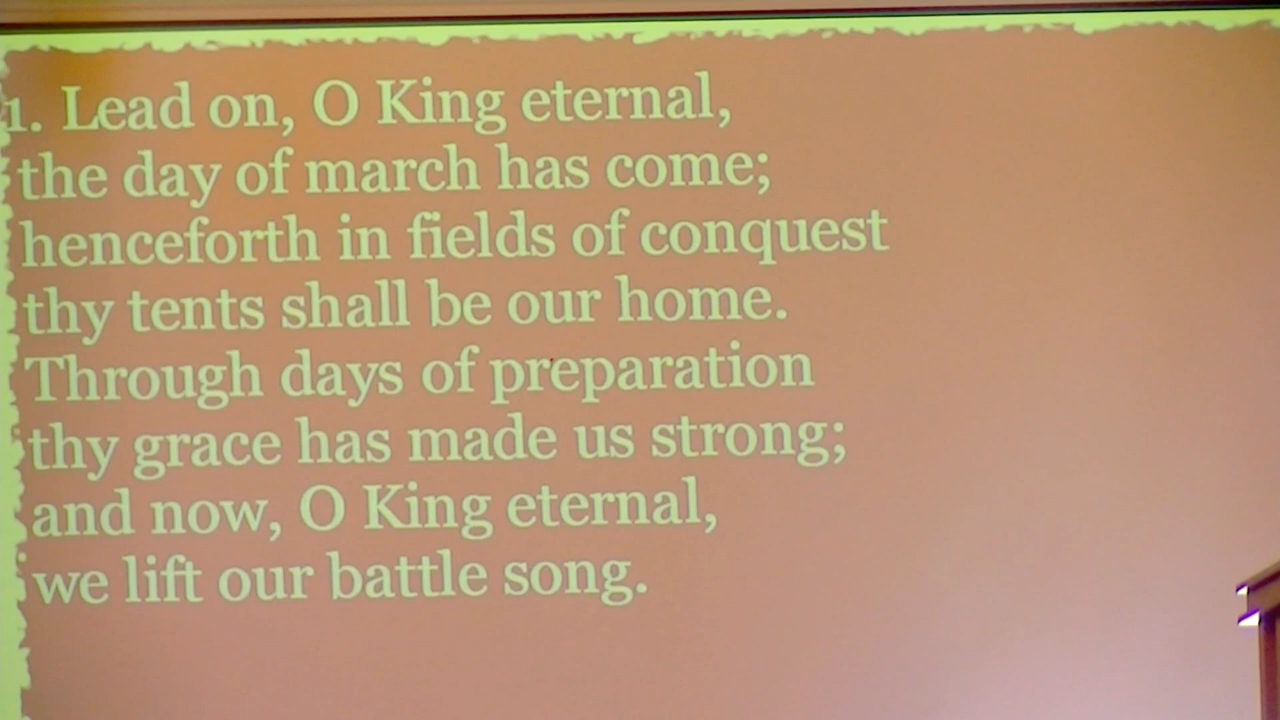 1. Lead on, O King eternal,
the day of march has come;
henceforth in fields of conquest
thy tents shall be our home.
Through days of preparation
thy grace has made us strong;
and now, O King eternal,
we lift our battle song.